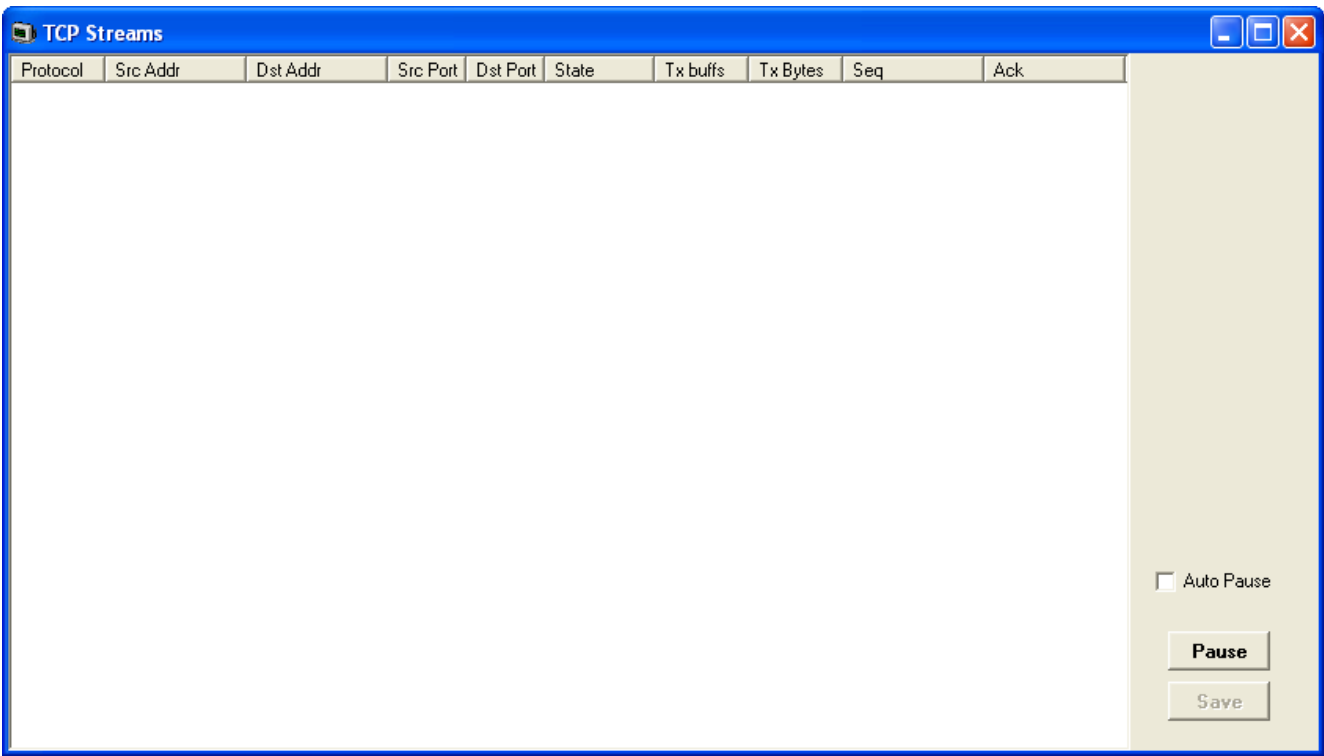 TCP Streams
Protocol Src Addr Dst Addr Src Port Dst Port State Tx buffs Tx Bytes Seq Ack
Auto Pause
Pause
Save